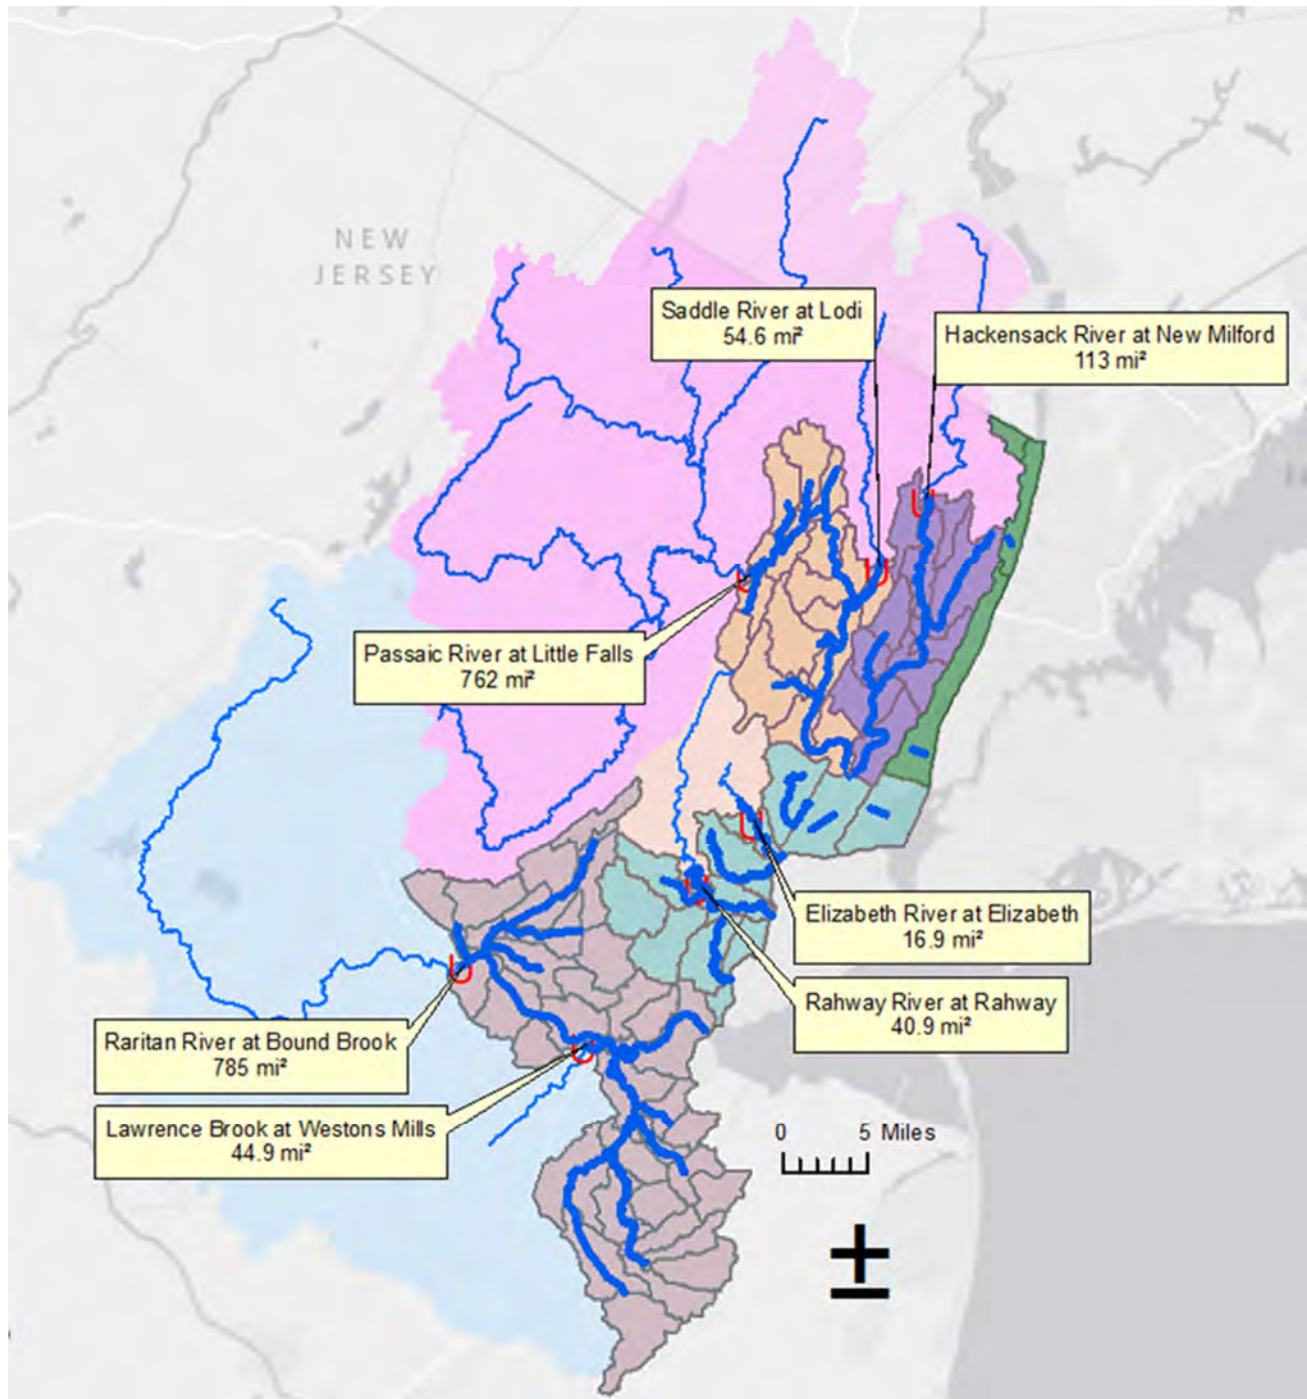 NEW
JERSEY
Saddle River at Lodi
54.6 mi²
Hackensack River at New Milford
113 mi²
Passaic River at Little Falls
762 mi²
Elizabeth River at Elizabeth
16.9 mi²
Rahway River at Rahway
40.9 mi²
Raritan River at Bound Brook
785 mi²
Lawrence Brook at Westons Mills
44.9 mi²
0 5 Miles